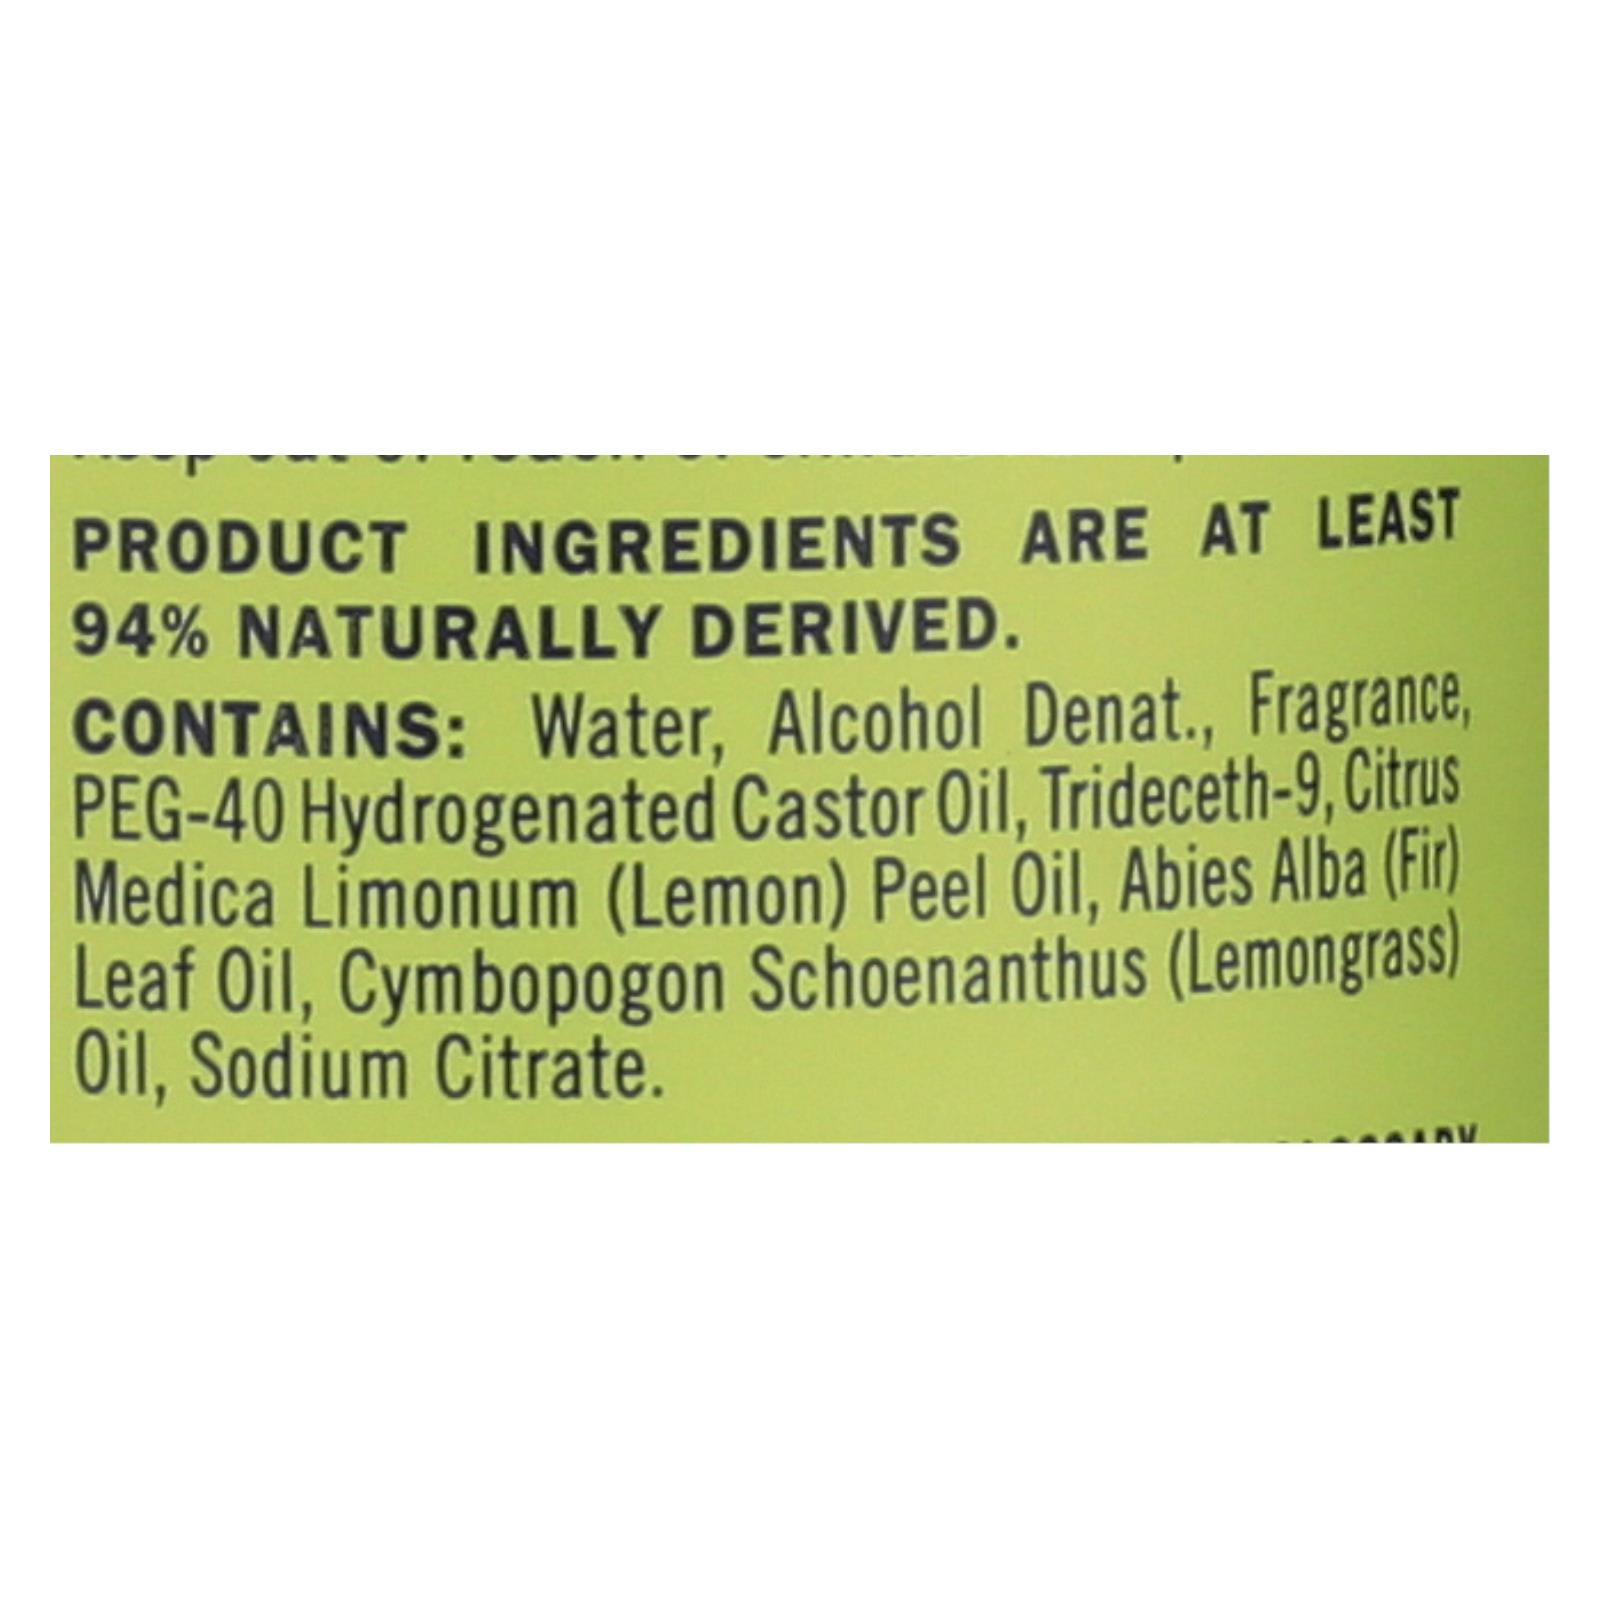 PRODUCT INGREDIENTS ARE AT LEAST
94% NATURALLY DERIVED.
CONTAINS: Water, Alcohol Denat., Fragrance,
PEG-40 Hydrogenated Castor Oil, Trideceth-9, Citrus
Medica Limonum (Lemon) Peel Oil, Abies Alba (Fir)
Leaf Oil, Cymbopogon Schoenanthus (Lemongrass)
Oil, Sodium Citrate.